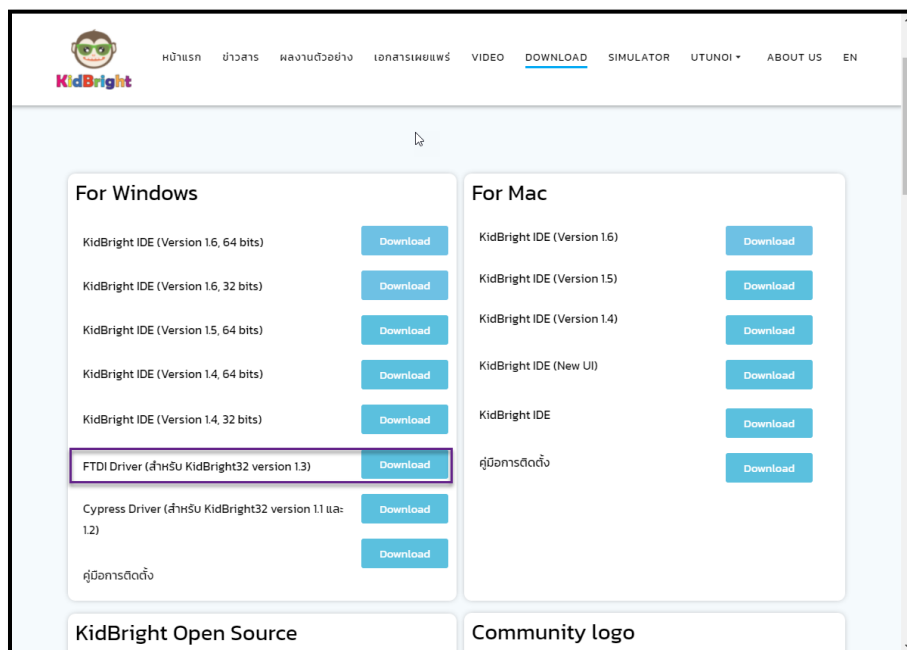 หน้าแรก ข่าวสาร ผลงานตัวอย่าง เอกสารเผยแพร่ VIDEO DOWNLOAD SIMULATOR UTUNOI ABOUT US EN
KidBright
For Windows
KidBright IDE (Version 1.6, 64 bits) Download
KidBright IDE (Version 1.6, 32 bits) Download
KidBright IDE (Version 1.5, 64 bits) Download
KidBright IDE (Version 1.4, 64 bits) Download
KidBright IDE (Version 1.4, 32 bits) Download
FTDI Driver (สำหรับ KidBright32 version 1.3) Download
Cypress Driver (สำหรับ KidBright32 version 1.1 และ Download
1.2)
Download
คู่มือการติดตั้ง
For Mac
KidBright IDE (Version 1.6) Download
KidBright IDE (Version 1.5) Download
KidBright IDE (Version 1.4) Download
KidBright IDE (New UI) Download
KidBright IDE Download
คู่มือการติดตั้ง Download
KidBright Open Source
Community logo